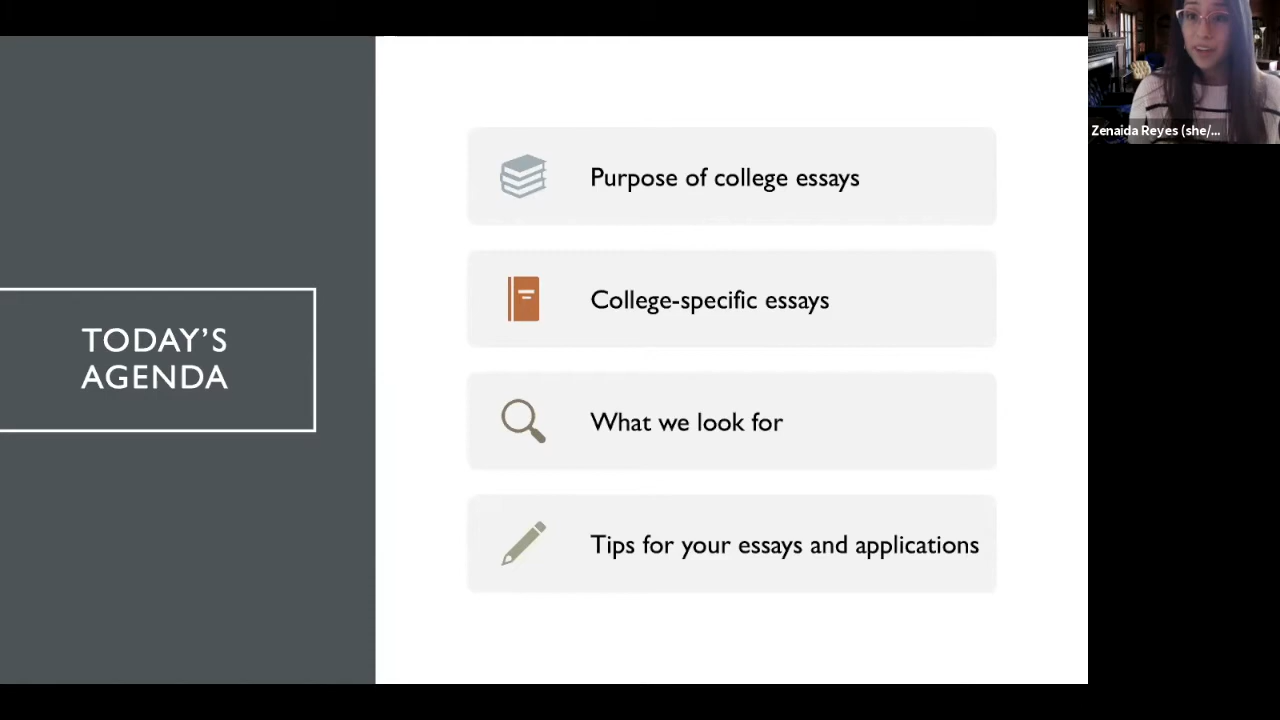 TODAY’S
AGENDA
Purpose of college essays
College-specific essays
What we look for
Tips for your essays and applications
Zenaida Reyes (she/...